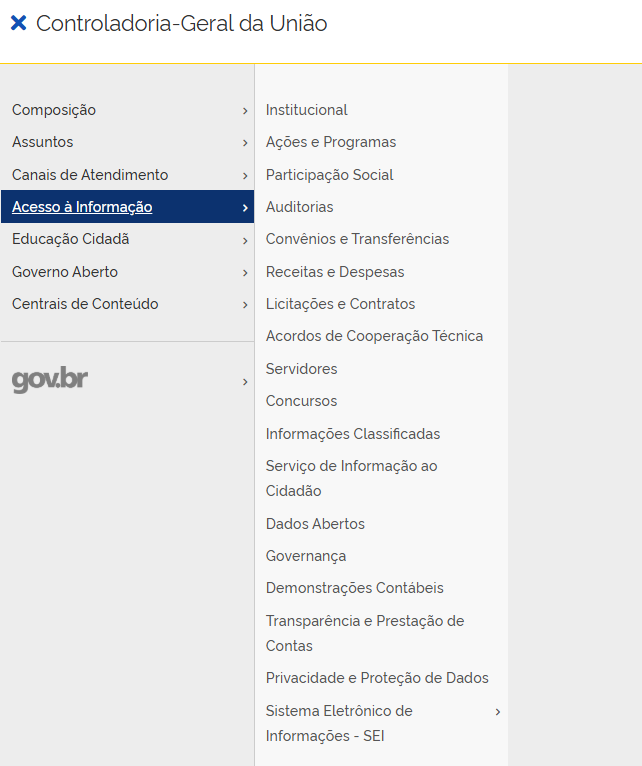 Controladoria-Geral da União
Composição
Assuntos
Canais de Atendimento
Acesso à Informação
Educação Cidadã
Governo Aberto
Centrais de Conteúdo
gov.br
Institucional
Ações e Programas
Participação Social
Auditorias
Convênios e Transferências
Receitas e Despesas
Licitações e Contratos
Acordos de Cooperação Técnica
Servidores
Concursos
Informações Classificadas
Serviço de Informação ao
Cidadão
Dados Abertos
Governança
Demonstrações Contábeis
Transparência e Prestação de
Contas
Privacidade e Proteção de Dados
Sistema Eletrônico de
Informações - SEI